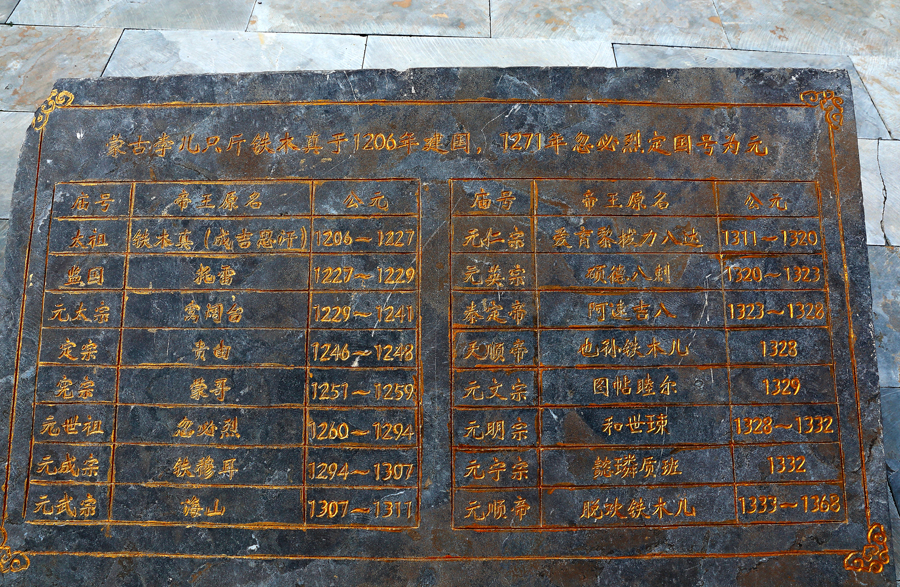 蒙古孛儿只斤铁木真于1206年建国，1271年忽必烈定国号为元
庙号 帝王原名 公元
太祖 铁木真（成吉思汗） 1206～1227
监国 拖雷 1227～1229
元太宗 窝阔台 1229～1241
定宗 贵由 1246～1248
宪宗 蒙哥 1251～1259
元世祖 忽必烈 1260～1294
元成宗 铁穆耳 1294～1307
元武宗 海山 1307～1311
庙号 帝王原名 公元
元仁宗 爱育黎拔力八达 1311～1320
元英宗 硕德八剌 1320～1323
泰定帝 阿速吉八 1323～1328
天顺帝 也孙铁木儿 1328
元文宗 图帖睦尔 1329
元明宗 和世㻋 1328～1332
元宁宗 懿璘质班 1332
元顺帝 脱欢铁木儿 1333～1368